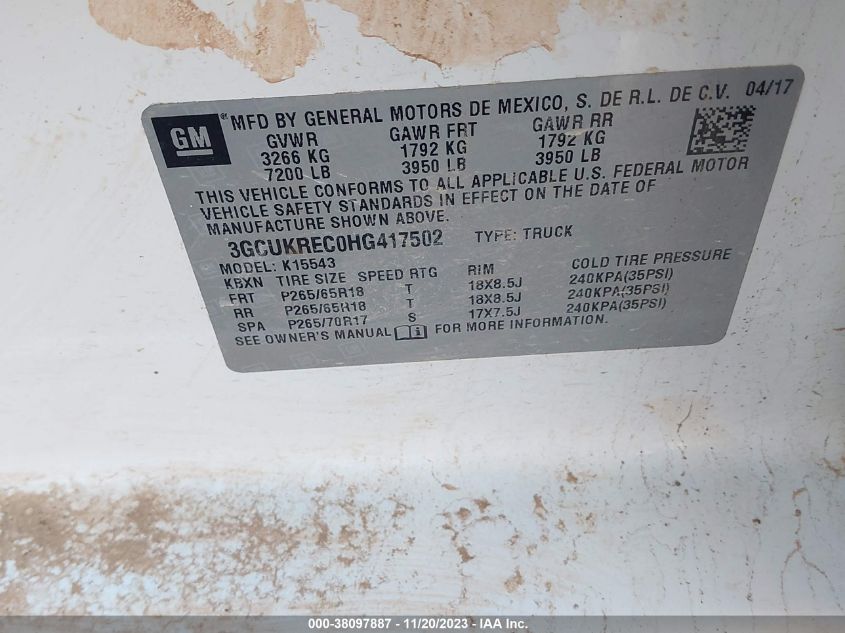 GM ® MFD BY GENERAL MOTORS DE MEXICO, S. DE R.L. DE C.V. 04/17
GVWR GAWR FRT GAWR RR
3266 KG 1792 KG 1792 KG
7200 LB 3950 LB 3950 LB
THIS VEHICLE CONFORMS TO ALL APPLICABLE U.S. FEDERAL MOTOR
VEHICLE SAFETY STANDARDS IN EFFECT ON THE DATE OF
MANUFACTURE SHOWN ABOVE.
3GCUKREC0HG417502 TYPE: TRUCK
MODEL: K15543
KBXN TIRE SIZE SPEED RTG RIM COLD TIRE PRESSURE
FRT P265/65R18 T 18X8.5J 240KPA(35PSI)
RR P265/65R18 T 18X8.5J 240KPA(35PSI)
SPA P265/70R17 S 17X7.5J 240KPA(35PSI)
SEE OWNER'S MANUAL FOR MORE INFORMATION.
000-38097887 - 11/20/2023 - IAA Inc.